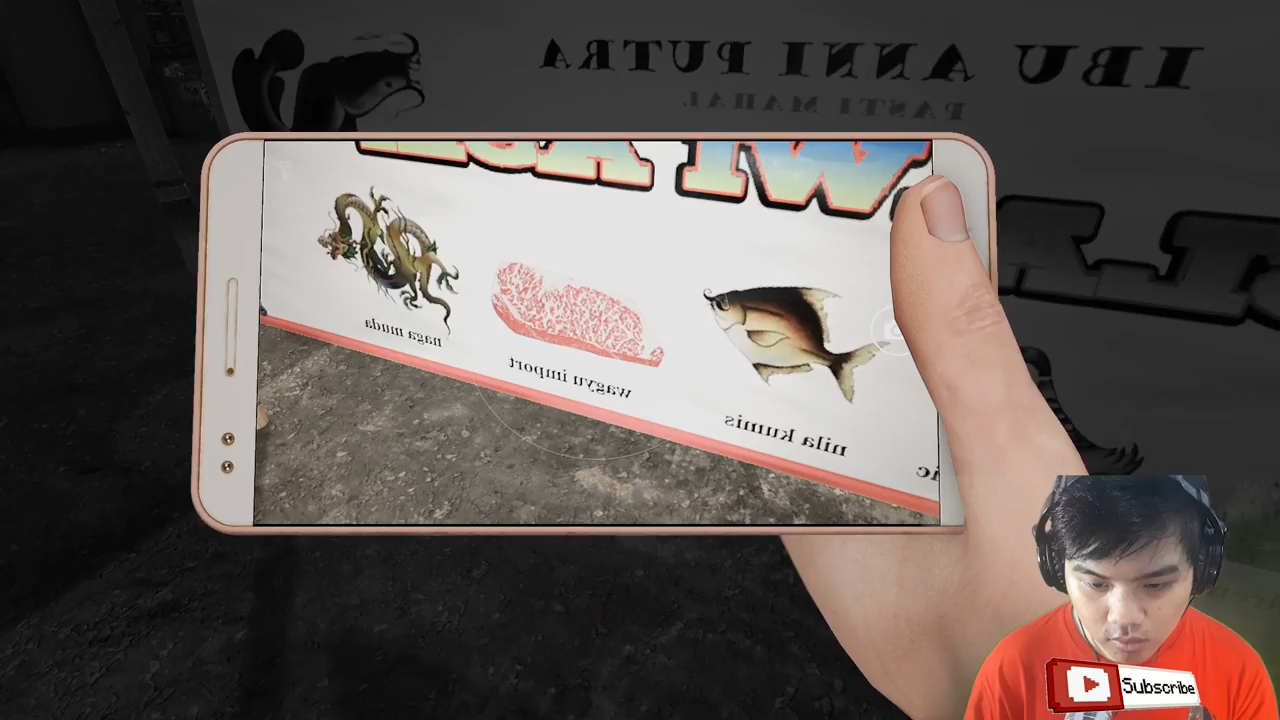 IBU ANNI PUTRA
PASTI MAHAL
naga muda
wagyu import
nila kumis
Subscribe